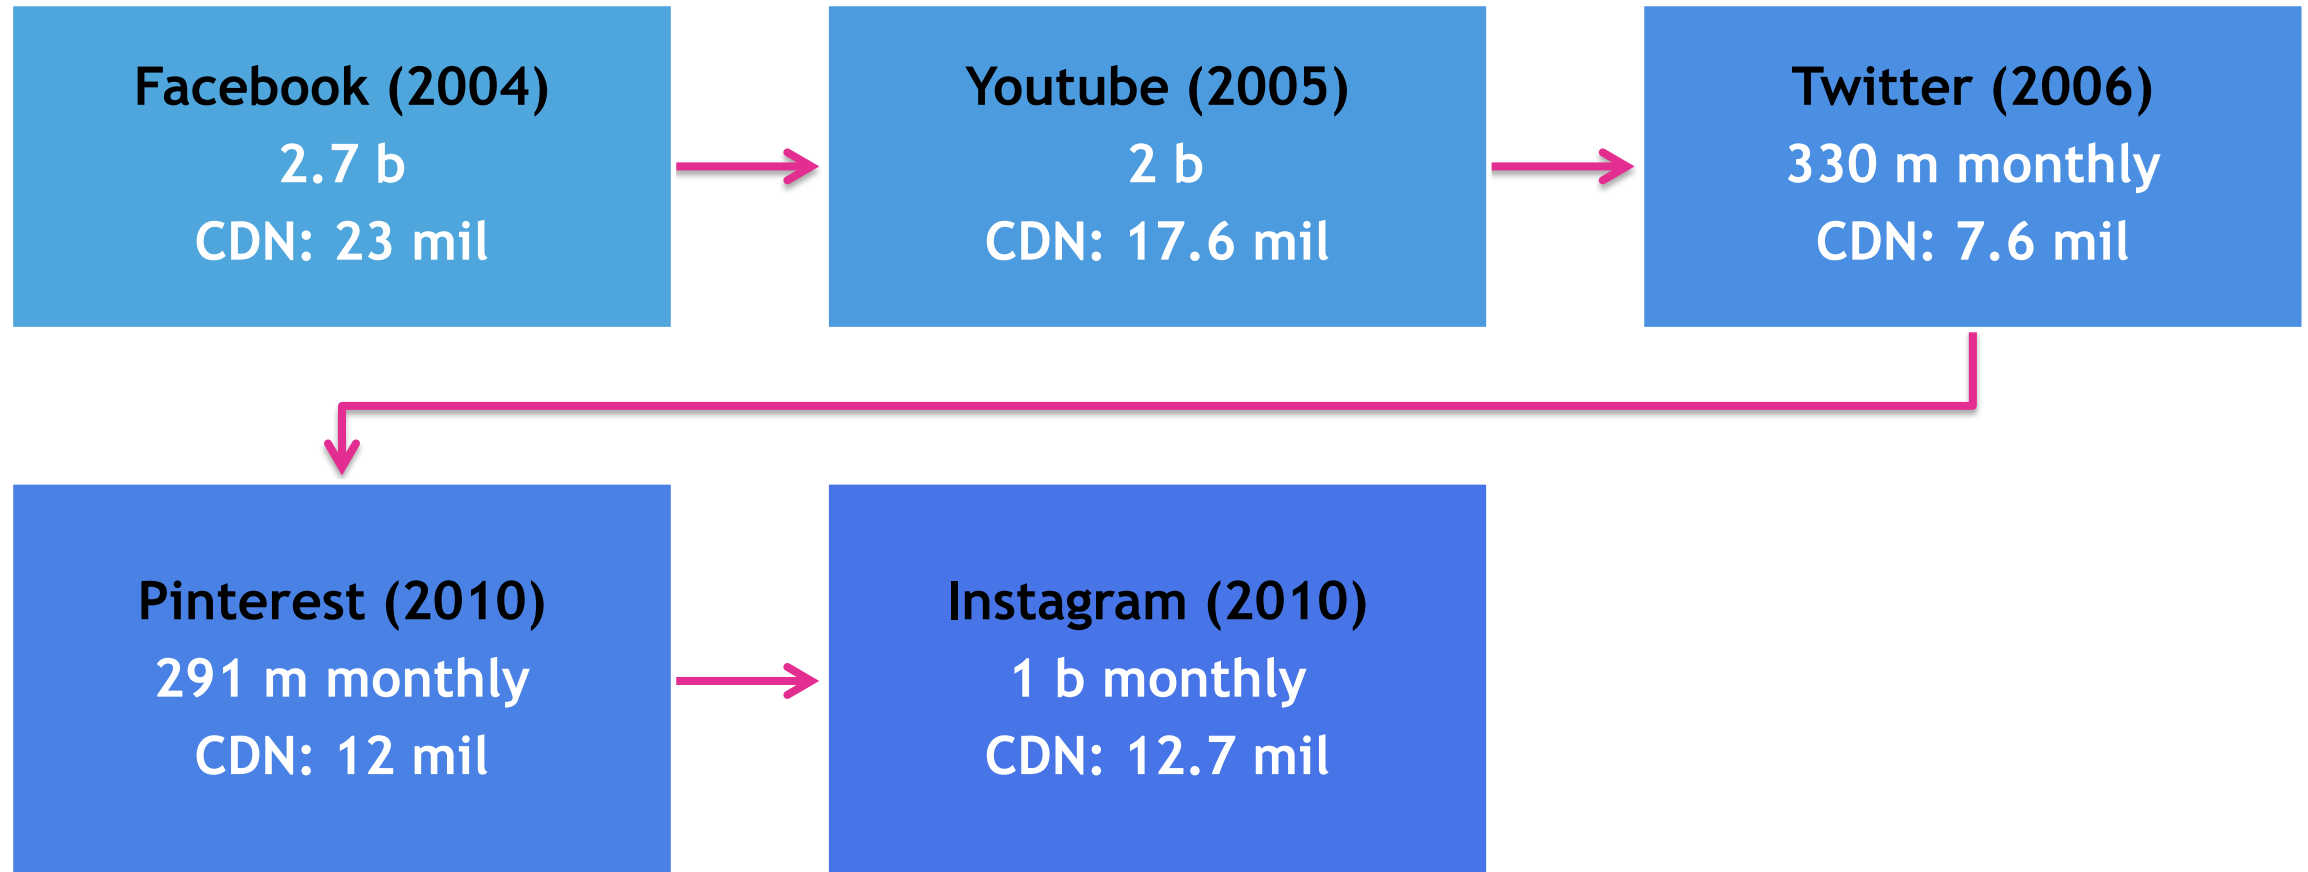 Facebook (2004)
2.7 b
CDN: 23 mil
Youtube (2005)
2 b
CDN: 17.6 mil
Twitter (2006)
330 m monthly
CDN: 7.6 mil
Pinterest (2010)
291 m monthly
CDN: 12 mil
Instagram (2010)
1 b monthly
CDN: 12.7 mil